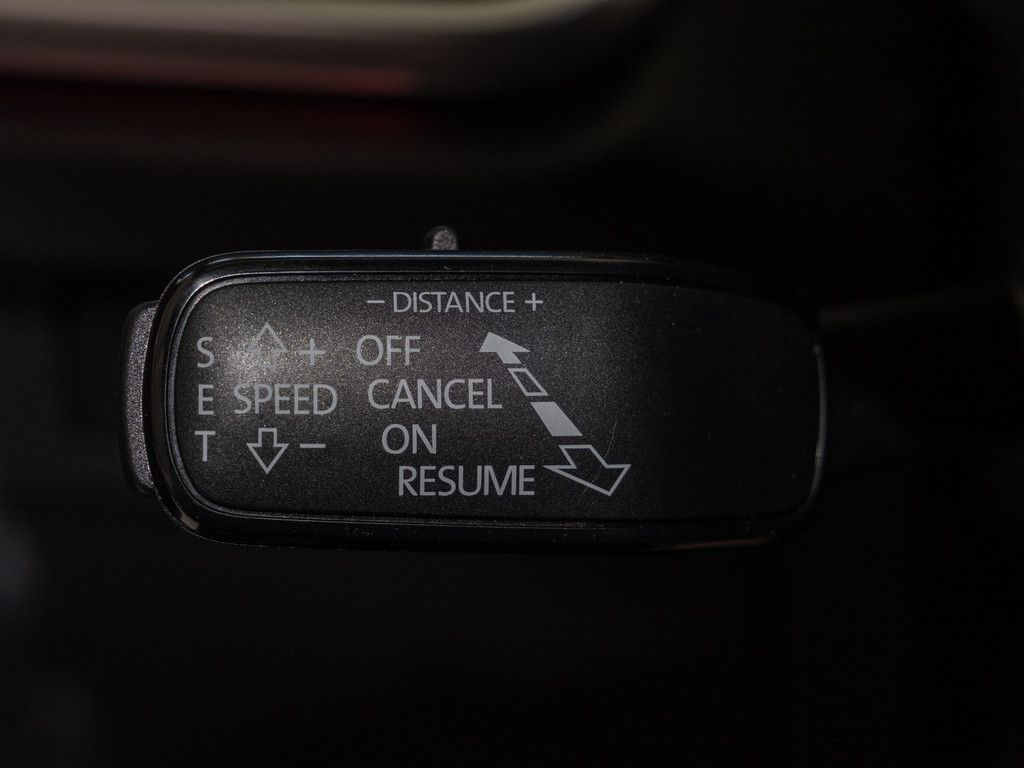 − DISTANCE +
S + OFF
E SPEED CANCEL
T − ON
RESUME